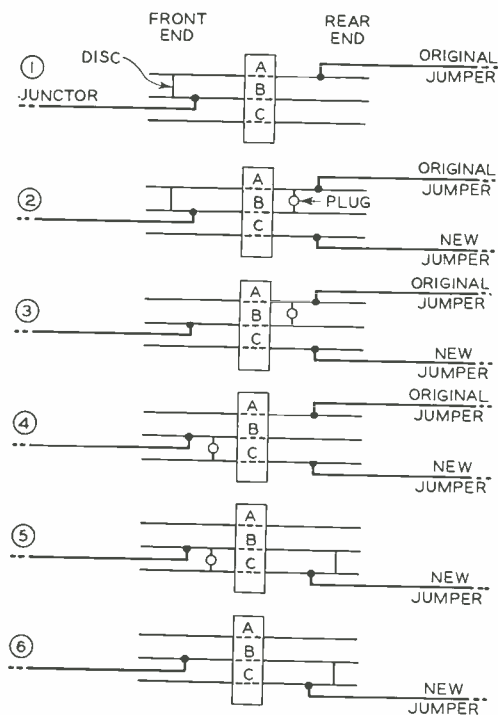 FRONT END
REAR END
1
DISC
A
B
C
ORIGINAL
JUMPER
JUNCTOR
2
A
B
C
ORIGINAL
JUMPER
PLUG
NEW
JUMPER
3
A
B
C
ORIGINAL
JUMPER
NEW
JUMPER
4
A
B
C
ORIGINAL
JUMPER
NEW
JUMPER
5
A
B
C
NEW
JUMPER
6
A
B
C
NEW
JUMPER